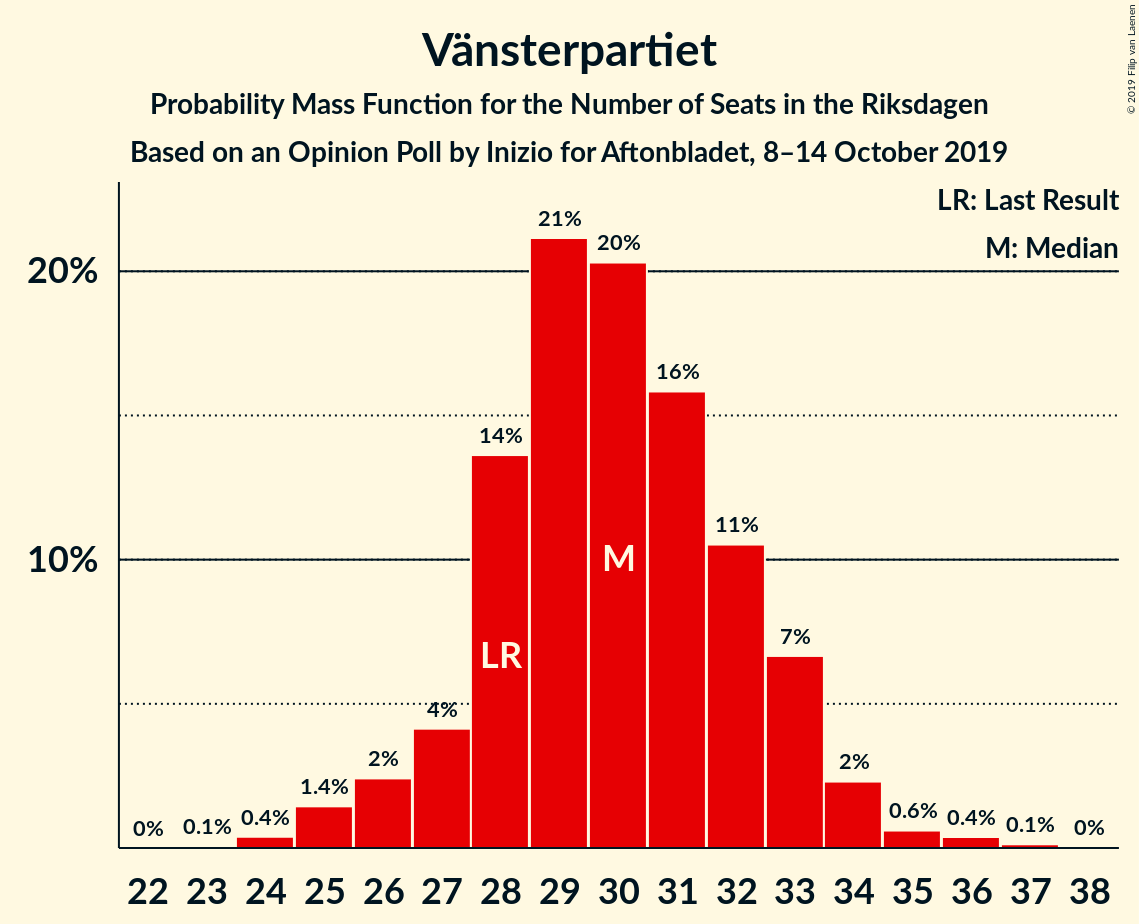 Vänsterpartiet
Probability Mass Function for the Number of Seats in the Riksdagen
Based on an Opinion Poll by Inizio for Aftonbladet, 8–14 October 2019
© 2019 Filip van Laenen
LR: Last Result
M: Median
20%
10%
0%
0.1%
0.4%
1.4%
2%
4%
14%
21%
20%
16%
11%
7%
2%
0.6%
0.4%
0.1%
0%
LR
M
22 23 24 25 26 27 28 29 30 31 32 33 34 35 36 37 38